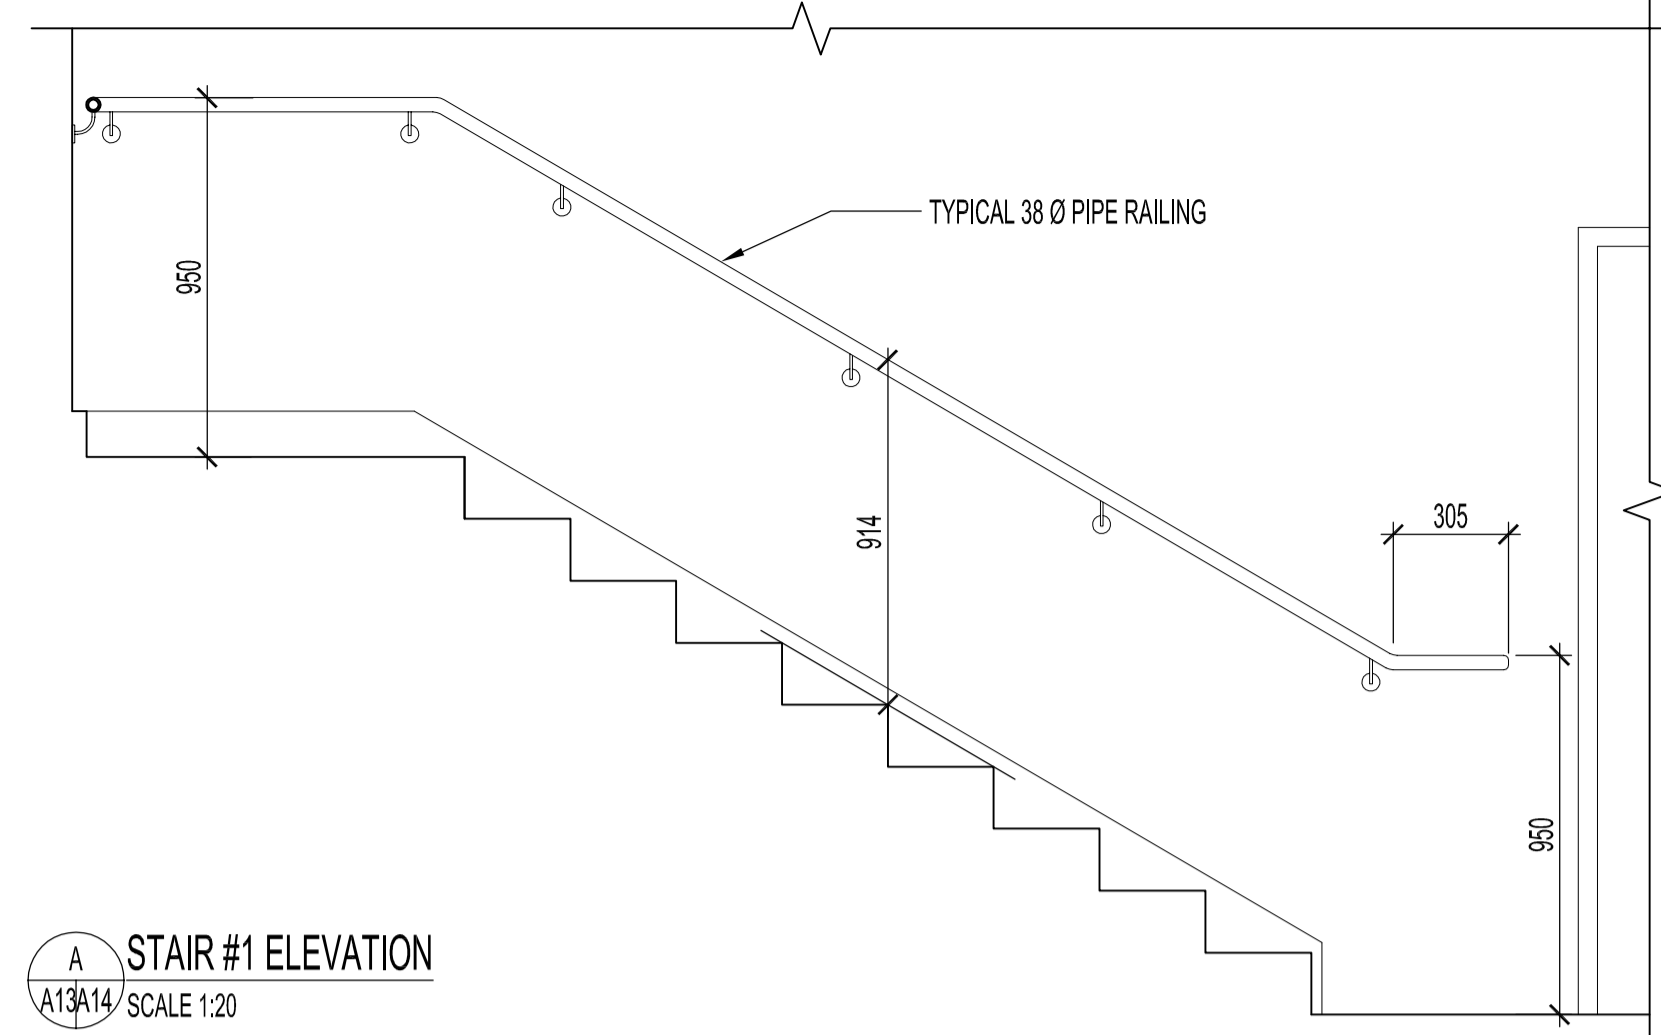 TYPICAL 38 Ø PIPE RAILING
950
914
305
950
A
A13 A14
STAIR #1 ELEVATION
SCALE 1:20